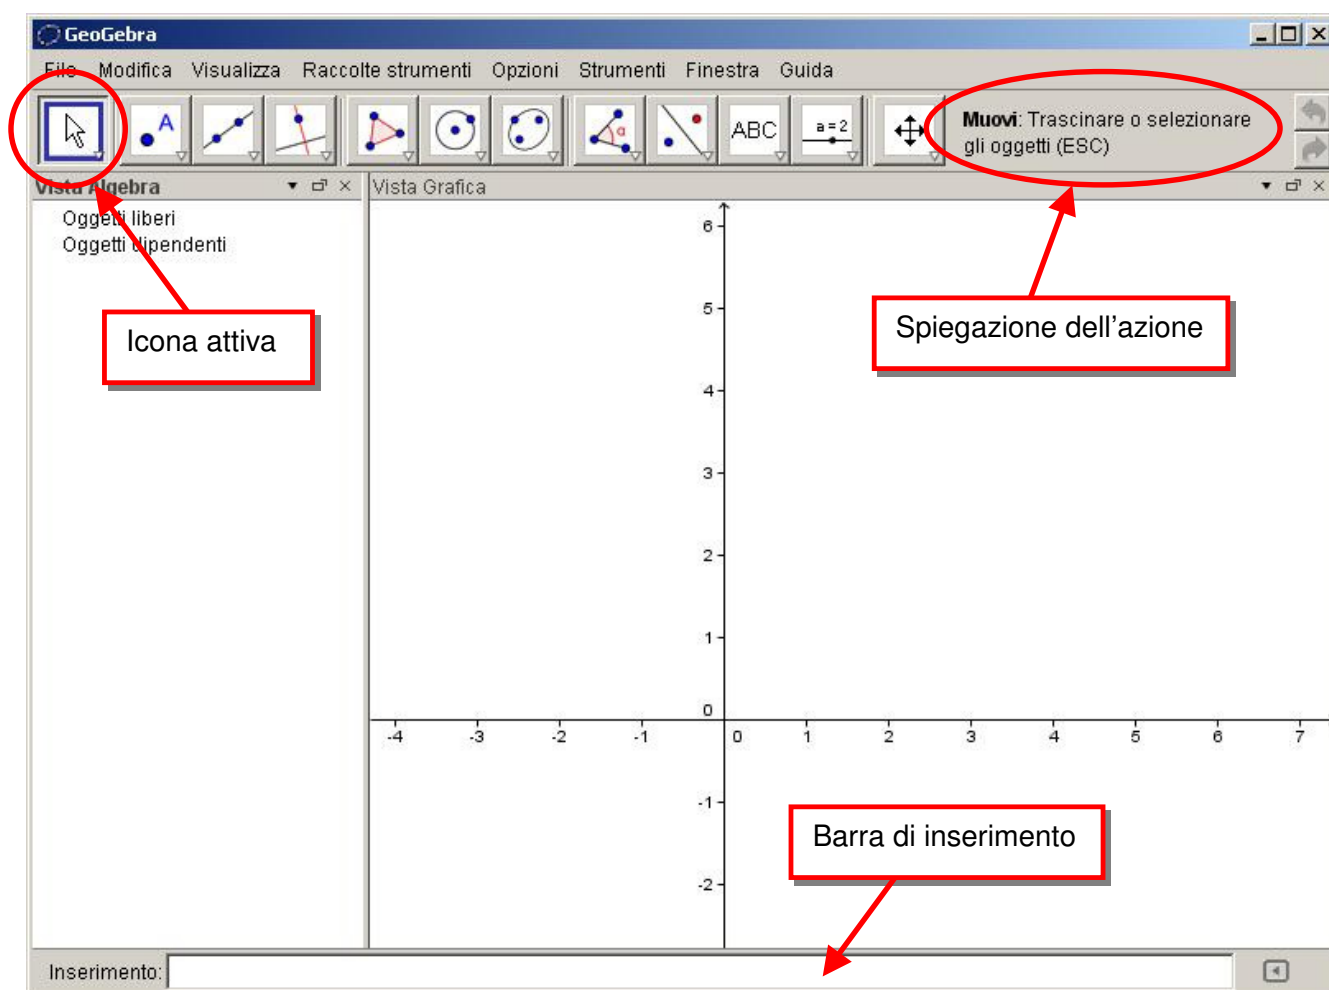 GeoGebra
File Modifica Visualizza Raccolte strumenti Opzioni Strumenti Finestra Guida
A
α
ABC
a=2
Muovi: Trascinare o selezionare
gli oggetti (ESC)
Vista Algebra
Vista Grafica
Oggetti liberi
Oggetti dipendenti
Icona attiva
Spiegazione dell'azione
6
5
4
3
2
1
0
-4 -3 -2 -1 0 1 2 3 4 5 6 7
-1
Barra di inserimento
-2
Inserimento: